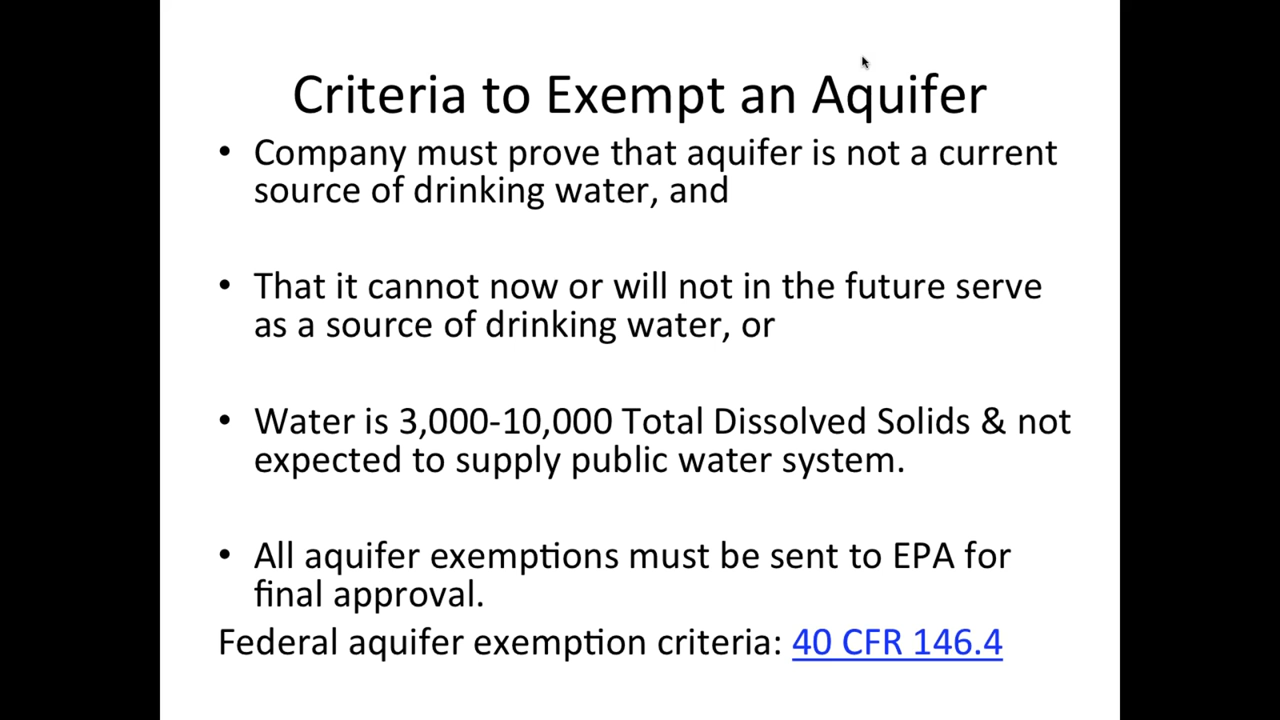 Criteria to Exempt an Aquifer
• Company must prove that aquifer is not a current
source of drinking water, and
• That it cannot now or will not in the future serve
as a source of drinking water, or
• Water is 3,000-10,000 Total Dissolved Solids & not
expected to supply public water system.
• All aquifer exemptions must be sent to EPA for
final approval.
Federal aquifer exemption criteria: 40 CFR 146.4